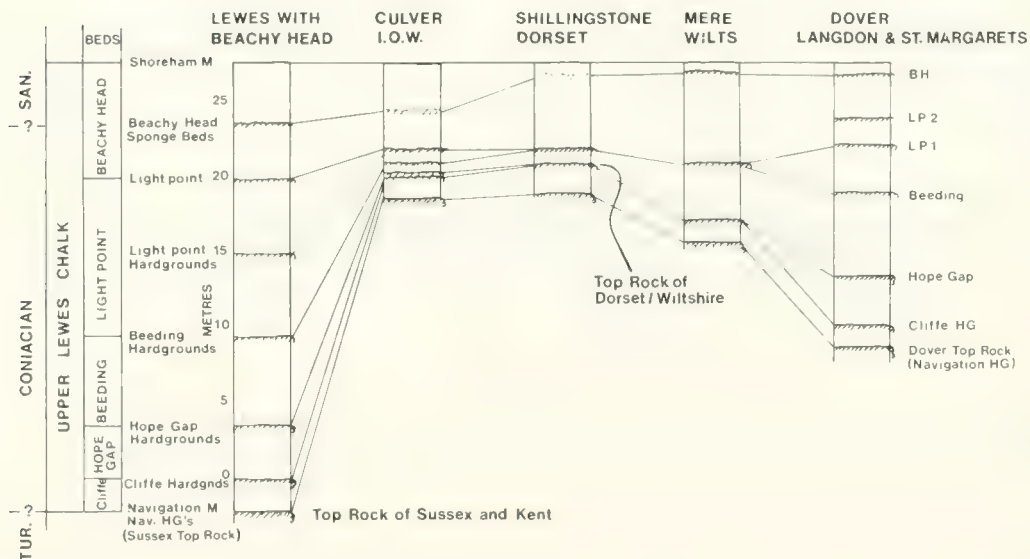 LEWES WITH
BEACHY HEAD
CULVER
I.O.W.
SHILLINGSTONE
DORSET
MERE
WILTS
DOVER
LANGDON & ST. MARGARETS
BEDS
SAN.
-?-
CONIACIAN
-?-
TUR.
UPPER LEWES CHALK
BEACHY HEAD
LIGHT POINT
BEEDING
HOPE
GAP
Cliffe
Shoreham M
Beachy Head
Sponge Beds
Light point
Light point
Hardgrounds
Beeding
Hardgrounds
Hope Gap
Hardgrounds
Cliffe Hardgnds
Navigation M
Nav. HG's
(Sussex Top Rock)
25
20
15
METRES
10
5
0
Top Rock of
Dorset/Wiltshire
Top Rock of Sussex and Kent
BH
LP 2
LP 1
Beeding
Hope Gap
Cliffe HG
Dover Top Rock
(Navigation HG)